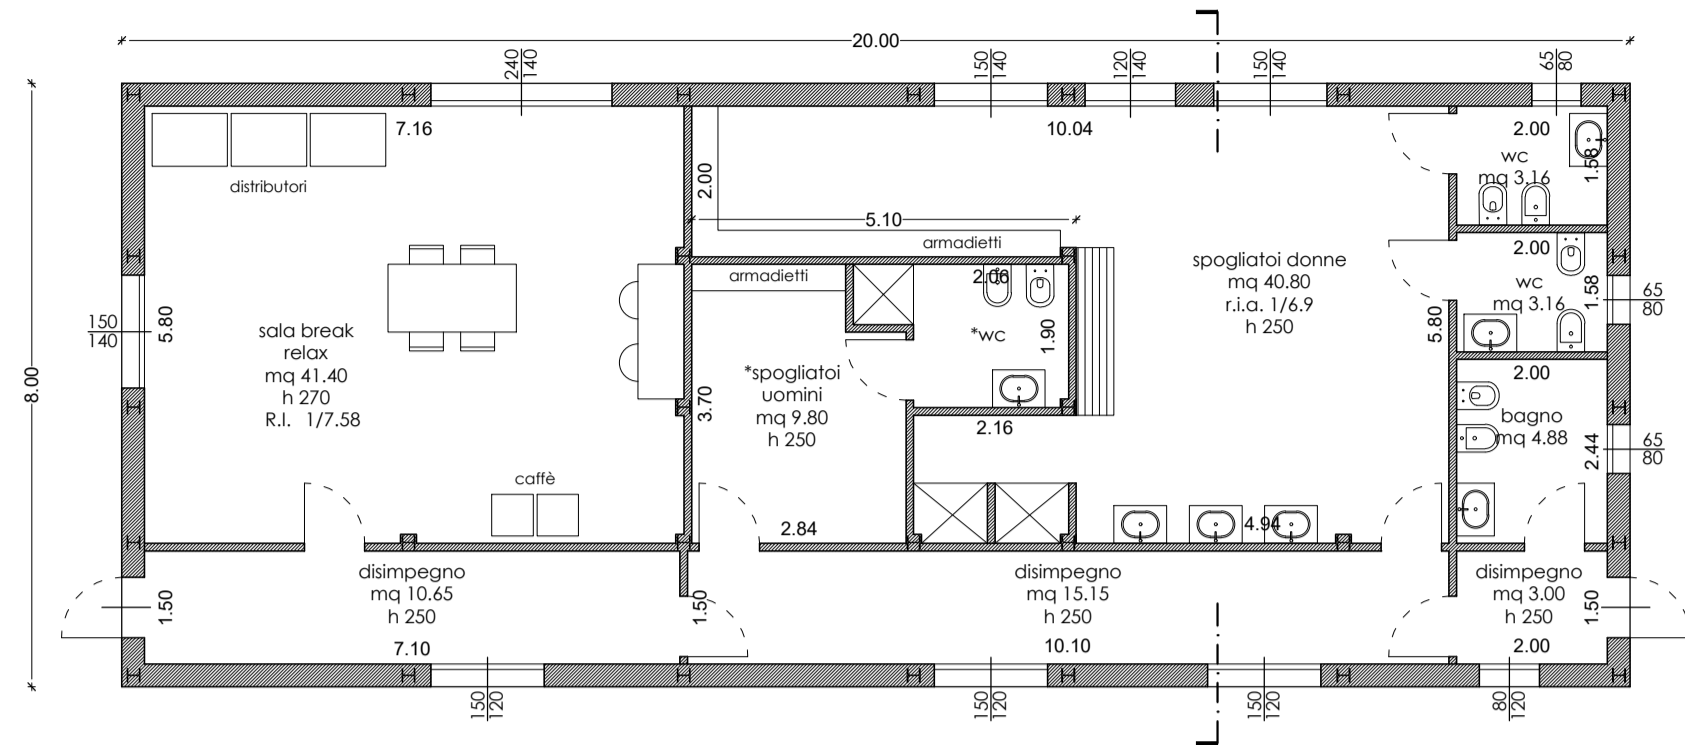 20.00
240
140
150
140
120
140
150
140
65
80
7.16
10.04
2.00
distributori
2.00
wc
mq 3.16
1.58
5.10
armadietti
armadietti
2.06
spogliatoi donne
mq 40.80
r.i.a. 1/6.9
h 250
2.00
wc
mq 3.16
1.58
65
80
150
140
5.80
sala break
relax
mq 41.40
h 270
R.I. 1/7.58
*wc
1.90
5.80
8.00
*spogliatoi
uomini
mq 9.80
h 250
3.70
2.16
2.00
bagno
mq 4.88
2.44
65
80
caffè
2.84
4.94
disimpegno
mq 10.65
h 250
1.50
7.10
1.50
disimpegno
mq 15.15
h 250
10.10
disimpegno
mq 3.00
h 250
1.50
2.00
150
120
150
120
150
120
80
120